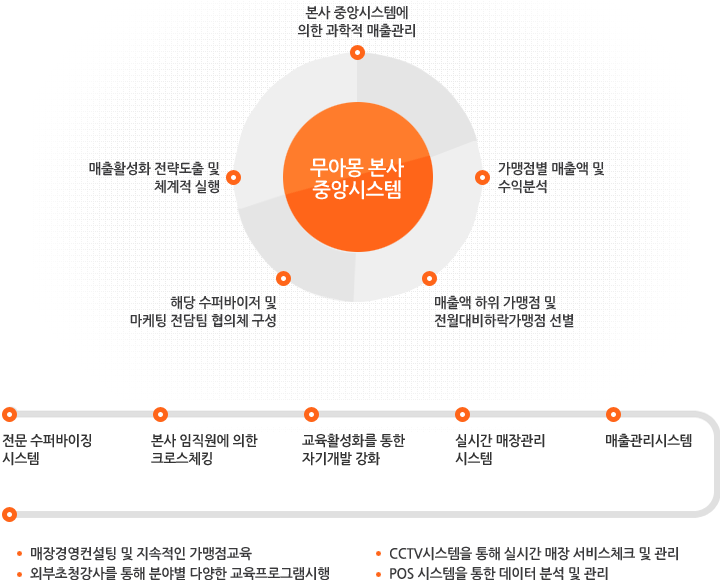 본사 중앙시스템에
의한 과학적 매출관리
매출활성화 전략도출 및
체계적 실행
무아몽 본사
중앙시스템
가맹점별 매출액 및
수익분석
해당 수퍼바이저 및
마케팅 전담팀 협의체 구성
매출액 하위 가맹점 및
전월대비하락가맹점 선별
전문 수퍼바이징
시스템
본사 임직원에 의한
크로스체킹
교육활성화를 통한
자기개발 강화
실시간 매장관리
시스템
매출관리시스템
매장경영컨설팅 및 지속적인 가맹점교육
외부초청강사를 통해 분야별 다양한 교육프로그램시행
CCTV시스템을 통해 실시간 매장 서비스체크 및 관리
POS 시스템을 통한 데이터 분석 및 관리